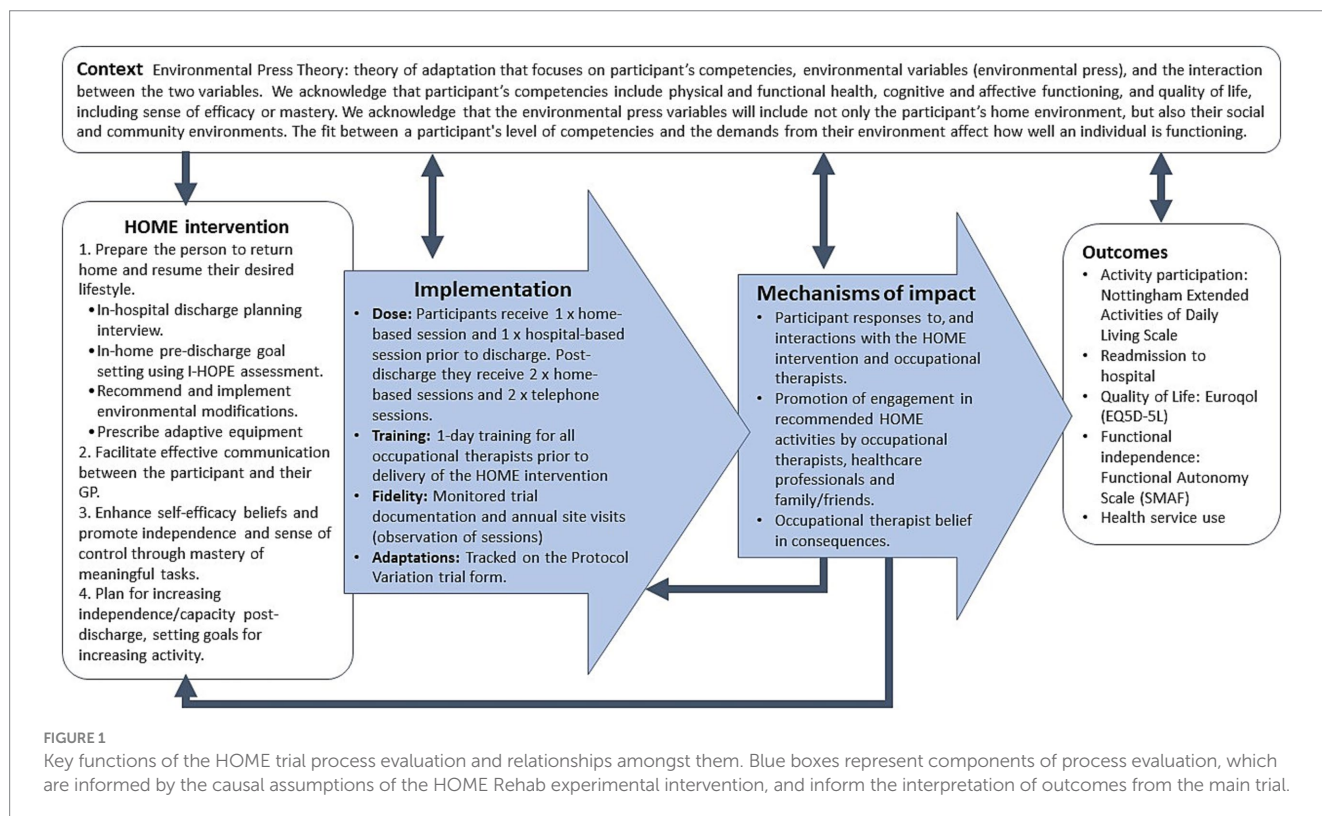 Context Environmental Press Theory: theory of adaptation that focuses on participant's competencies, environmental variables (environmental press), and the interaction
between the two variables. We acknowledge that participant's competencies include physical and functional health, cognitive and affective functioning, and quality of life,
including sense of efficacy or mastery. We acknowledge that the environmental press variables will include not only the participant's home environment, but also their social
and community environments. The fit between a participant's level of competencies and the demands from their environment affect how well an individual is functioning.
HOME intervention
1. Prepare the person to return
home and resume their desired
lifestyle.
•In-hospital discharge planning
interview.
•In-home pre-discharge goal
setting using I-HOPE assessment.
•Recommend and implement
environmental modifications.
•Prescribe adaptive equipment
2. Facilitate effective communication
between the participant and their
GP.
3. Enhance self-efficacy beliefs and
promote independence and sense of
control through mastery of
meaningful tasks.
4. Plan for increasing
independence/capacity post-
discharge, setting goals for
increasing activity.
Implementation
• Dose: Participants receive 1 x home-
based session and 1 x hospital-based
session prior to discharge. Post-
discharge they receive 2 x home-
based sessions and 2 x telephone
sessions.
• Training: 1-day training for all
occupational therapists prior to
delivery of the HOME intervention
• Fidelity: Monitored trial
documentation and annual site visits
(observation of sessions)
• Adaptations: Tracked on the Protocol
Variation trial form.
Mechanisms of impact
• Participant responses to, and
interactions with the HOME
intervention and occupational
therapists.
• Promotion of engagement in
recommended HOME
activities by occupational
therapists, healthcare
professionals and
family/friends.
• Occupational therapist belief
in consequences.
Outcomes
• Activity participation:
Nottingham Extended
Activities of Daily
Living Scale
• Readmission to
hospital
• Quality of Life: Euroqol
(EQ5D-5L)
• Functional
independence:
Functional Autonomy
Scale (SMAF)
• Health service use
FIGURE 1
Key functions of the HOME trial process evaluation and relationships amongst them. Blue boxes represent components of process evaluation, which
are informed by the causal assumptions of the HOME Rehab experimental intervention, and inform the interpretation of outcomes from the main trial.